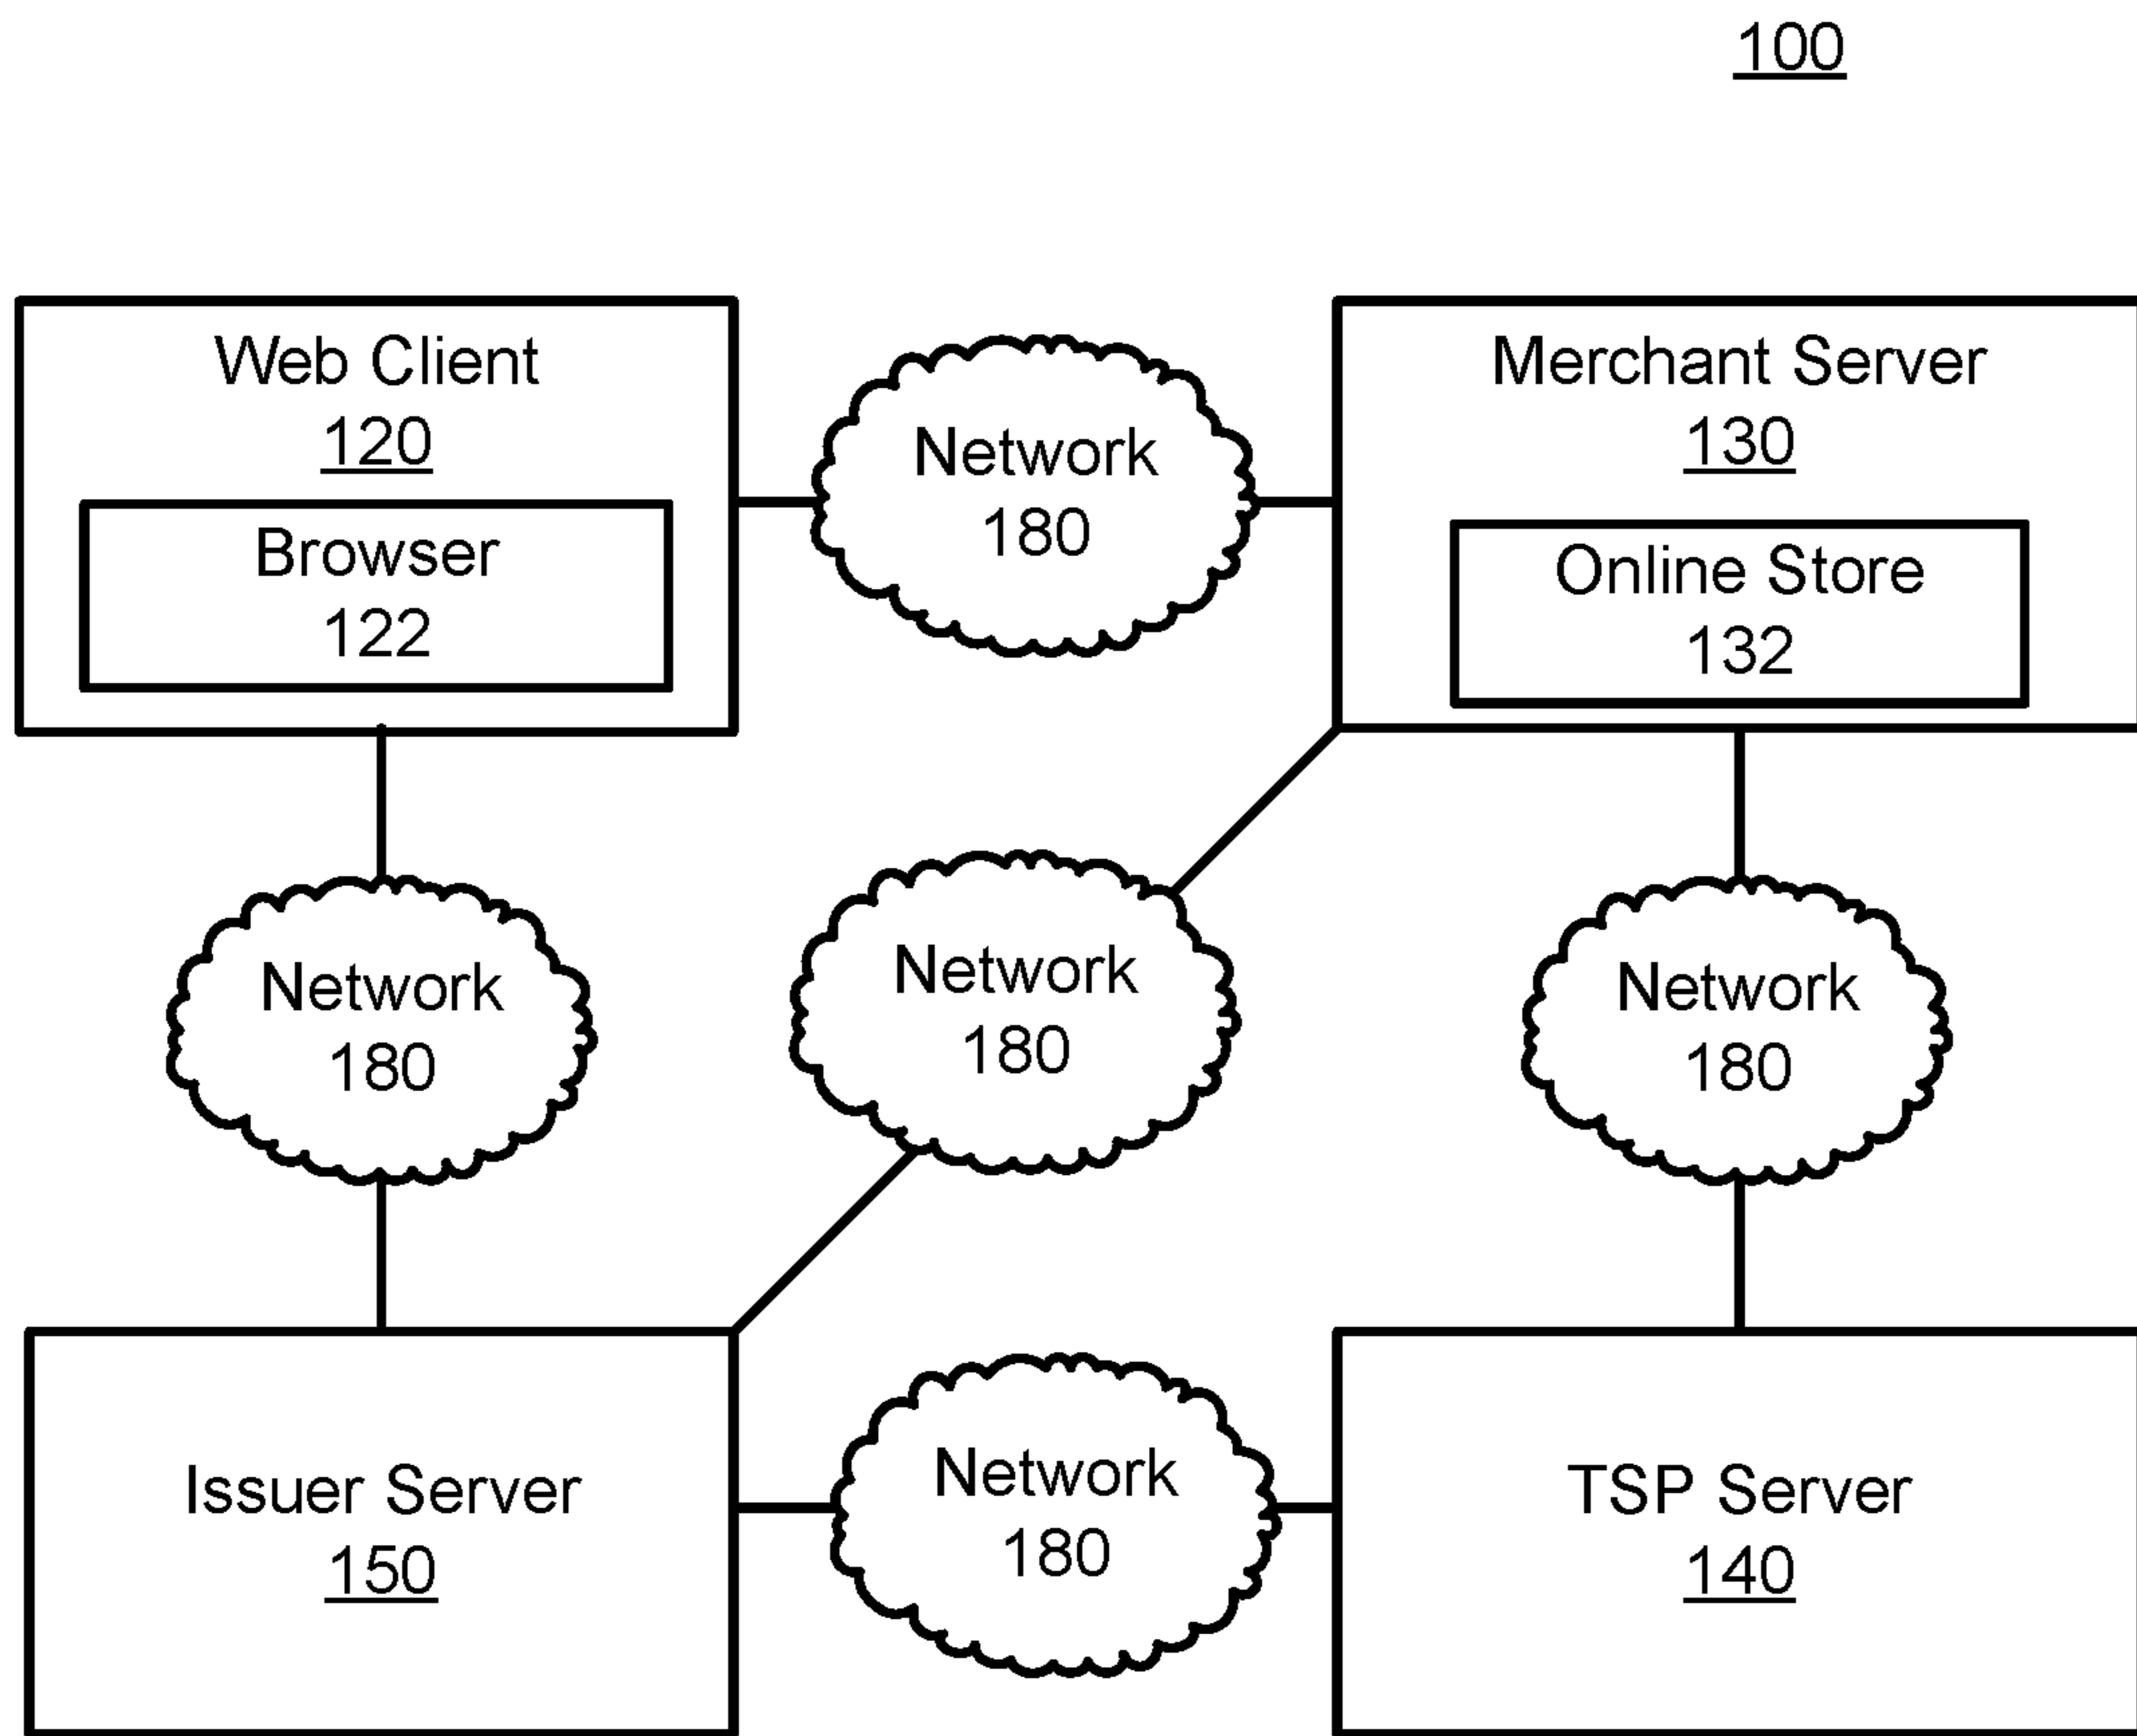 100
Web Client
120
Browser
122
Network
180
Merchant Server
130
Online Store
132
Network
180
Network
180
Network
180
Issuer Server
150
Network
180
TSP Server
140